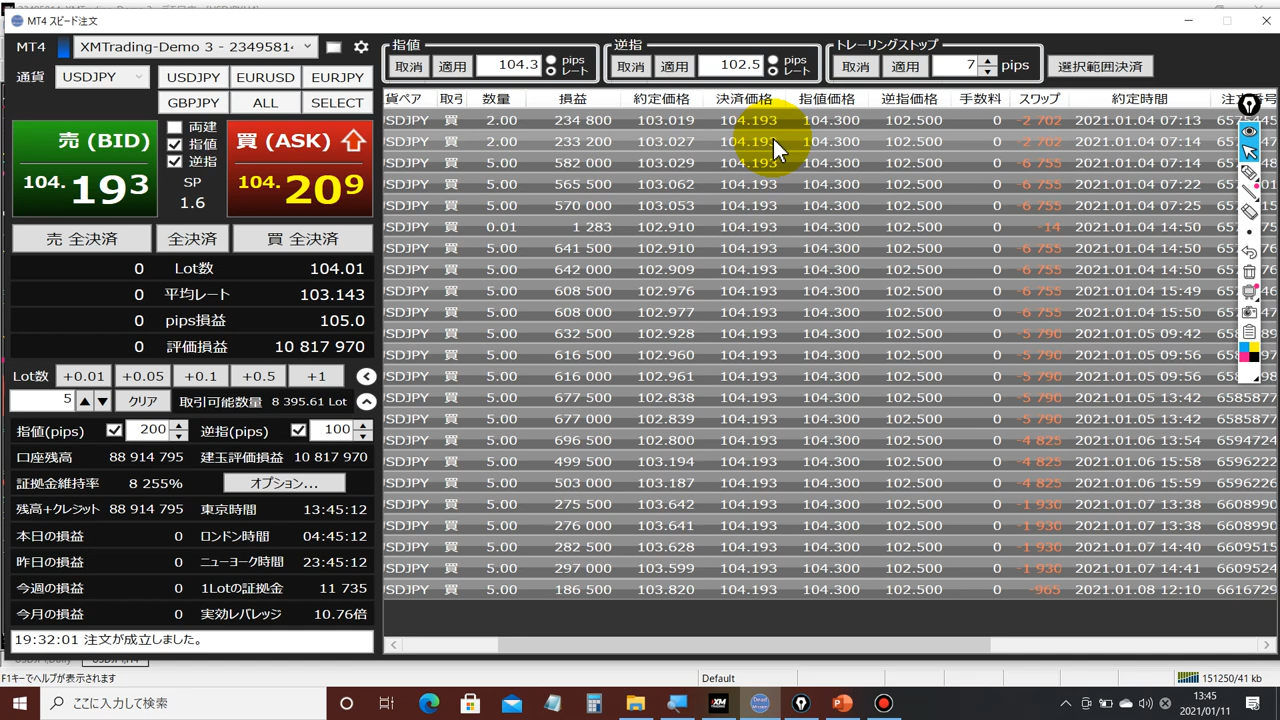 MT4 スピード注文
MT4 XMTrading-Demo 3 - 23495814
通貨 USDJPY USDJPY EURUSD EURJPY
GBPJPY ALL SELECT
指値
取消 適用 104.3 pips レート
逆指
取消 適用 102.5 pips レート
トレーリングストップ
取消 適用 7 pips
選択範囲決済
売 (BID)
104.193
両建
指値
逆指
SP
1.6
買 (ASK)
104.209
売 全決済 全決済 買 全決済
0 Lot数 104.01
0 平均レート 103.143
0 pips損益 105.0
0 評価損益 10 817 970
Lot数 +0.01 +0.05 +0.1 +0.5 +1
5 クリア 取引可能数量 8 395.61 Lot
指値(pips) 200 逆指(pips) 100
口座残高 88 914 795 建玉評価損益 10 817 970
証拠金維持率 8 255% オプション...
残高+クレジット 88 914 795 東京時間 13:45:12
本日の損益 0 ロンドン時間 04:45:12
昨日の損益 0 ニューヨーク時間 23:45:12
今週の損益 0 1Lotの証拠金 11 735
今月の損益 0 実効レバレッジ 10.76倍
19:32:01 注文が成立しました。
貨ペア 取引 数量 損益 約定価格 決済価格 指値価格 逆指価格 手数料 スワップ 約定時間
SDJPY 買 2.00 234 800 103.019 104.193 104.300 102.500 0 -2 702 2021.01.04 07:13
SDJPY 買 2.00 233 200 103.027 104.193 104.300 102.500 0 -2 702 2021.01.04 07:14
SDJPY 買 5.00 582 000 103.029 104.193 104.300 102.500 0 -6 755 2021.01.04 07:14
SDJPY 買 5.00 565 500 103.062 104.193 104.300 102.500 0 -6 755 2021.01.04 07:22
SDJPY 買 5.00 570 000 103.053 104.193 104.300 102.500 0 -6 755 2021.01.04 07:25
SDJPY 買 0.01 1 283 102.910 104.193 104.300 102.500 0 -14 2021.01.04 14:50
SDJPY 買 5.00 641 500 102.910 104.193 104.300 102.500 0 -6 755 2021.01.04 14:50
SDJPY 買 5.00 642 000 102.909 104.193 104.300 102.500 0 -6 755 2021.01.04 14:50
SDJPY 買 5.00 608 500 102.976 104.193 104.300 102.500 0 -6 755 2021.01.04 15:49
SDJPY 買 5.00 608 000 102.977 104.193 104.300 102.500 0 -6 755 2021.01.04 15:50
SDJPY 買 5.00 632 500 102.928 104.193 104.300 102.500 0 -5 790 2021.01.05 09:42
SDJPY 買 5.00 616 500 102.960 104.193 104.300 102.500 0 -5 790 2021.01.05 09:56
SDJPY 買 5.00 616 000 102.961 104.193 104.300 102.500 0 -5 790 2021.01.05 09:56
SDJPY 買 5.00 677 500 102.838 104.193 104.300 102.500 0 -5 790 2021.01.05 13:42 6585877
SDJPY 買 5.00 677 000 102.839 104.193 104.300 102.500 0 -5 790 2021.01.05 13:42 6585877
SDJPY 買 5.00 696 500 102.800 104.193 104.300 102.500 0 -4 825 2021.01.06 13:54 6594724
SDJPY 買 5.00 499 500 103.194 104.193 104.300 102.500 0 -4 825 2021.01.06 15:58 6596222
SDJPY 買 5.00 503 000 103.187 104.193 104.300 102.500 0 -4 825 2021.01.06 15:59 6596226
SDJPY 買 5.00 275 500 103.642 104.193 104.300 102.500 0 -1 930 2021.01.07 13:38 6608990
SDJPY 買 5.00 276 000 103.641 104.193 104.300 102.500 0 -1 930 2021.01.07 13:38 6608990
SDJPY 買 5.00 282 500 103.628 104.193 104.300 102.500 0 -1 930 2021.01.07 14:40 6609515
SDJPY 買 5.00 297 000 103.599 104.193 104.300 102.500 0 -1 930 2021.01.07 14:41 6609524
SDJPY 買 5.00 186 500 103.820 104.193 104.300 102.500 0 -965 2021.01.08 12:10 6616729
F1キーでヘルプが表示されます Default 151250/41 kb
ここに入力して検索
13:45
2021/01/11